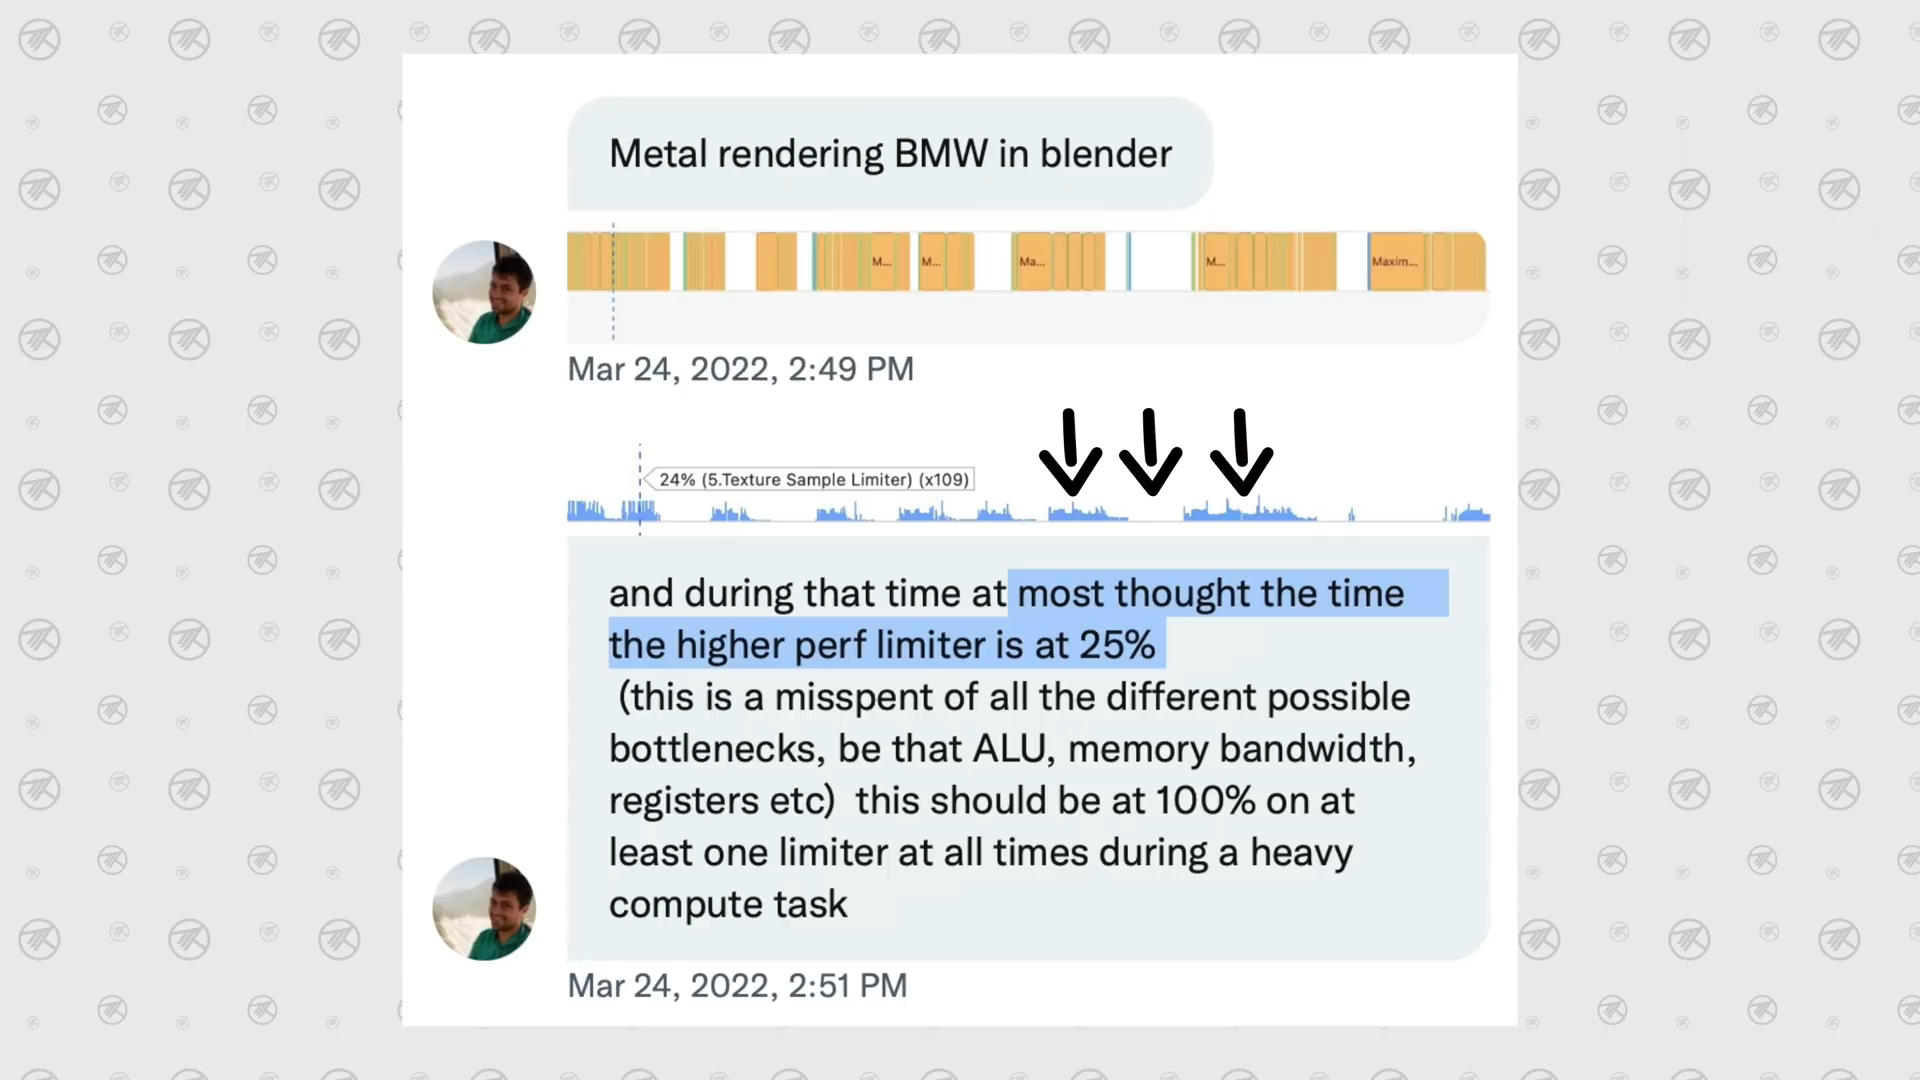 Metal rendering BMW in blender
M...
M...
Ma...
M...
Maxim...
Mar 24, 2022, 2:49 PM
24% (5.Texture Sample Limiter) (x109)
and during that time at most thought the time
the higher perf limiter is at 25%
(this is a misspent of all the different possible
bottlenecks, be that ALU, memory bandwidth,
registers etc)  this should be at 100% on at
least one limiter at all times during a heavy
compute task
Mar 24, 2022, 2:51 PM